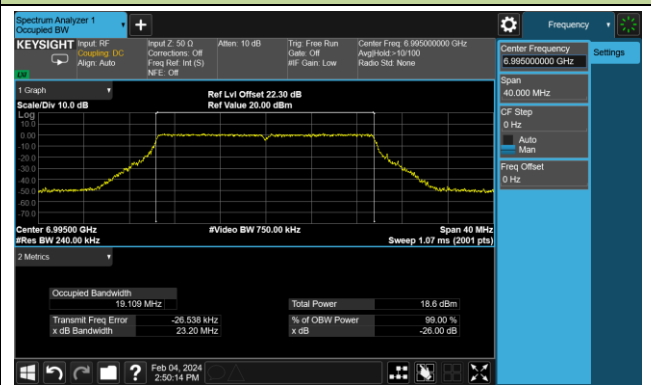 Spectrum Analyzer 1
Occupied BW
Frequency
KEYSIGHT
Input: RF
Coupling: DC
Align: Auto
Input Z: 50 Ω
Corrections: Off
Freq Ref: Int (S)
NFE: Off
Atten: 10 dB
Trig: Free Run
Gate: Off
#IF Gain: Low
Center Freq: 6.995000000 GHz
Avg|Hold:>10/100
Radio Std: None
Center Frequency
6.995000000 GHz
Settings
Span
40.000 MHz
CF Step
0 Hz
Auto
Man
Freq Offset
0 Hz
1 Graph
Scale/Div 10.0 dB
Ref Lvl Offset 22.30 dB
Ref Value 20.00 dBm
Log
10.0
0.00
-10.0
-20.0
-30.0
-40.0
-50.0
-60.0
-70.0
Center 6.99500 GHz
#Res BW 240.00 kHz
#Video BW 750.00 kHz
Span 40 MHz
Sweep 1.07 ms (2001 pts)
2 Metrics
Occupied Bandwidth
19.109 MHz
Total Power 18.6 dBm
Transmit Freq Error -26.538 kHz
% of OBW Power 99.00 %
x dB Bandwidth 23.20 MHz
x dB -26.00 dB
Feb 04, 2024
2:50:14 PM